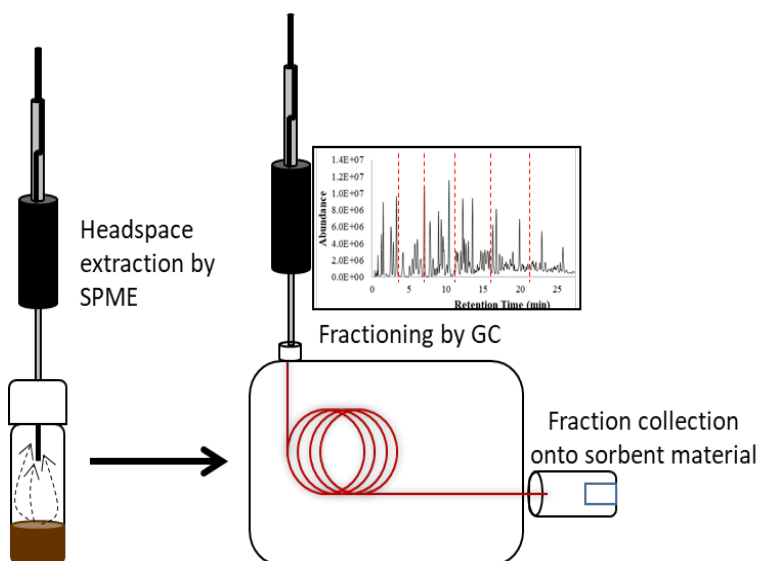 Headspace
extraction by
SPME
Abundance
1.4E+07
1.2E+07
1.0E+07
8.0E+06
6.0E+06
4.0E+06
2.0E+06
0.0E+00
0 5 10 15 20 25
Retention Time (min)
Fractioning by GC
Fraction collection
onto sorbent material